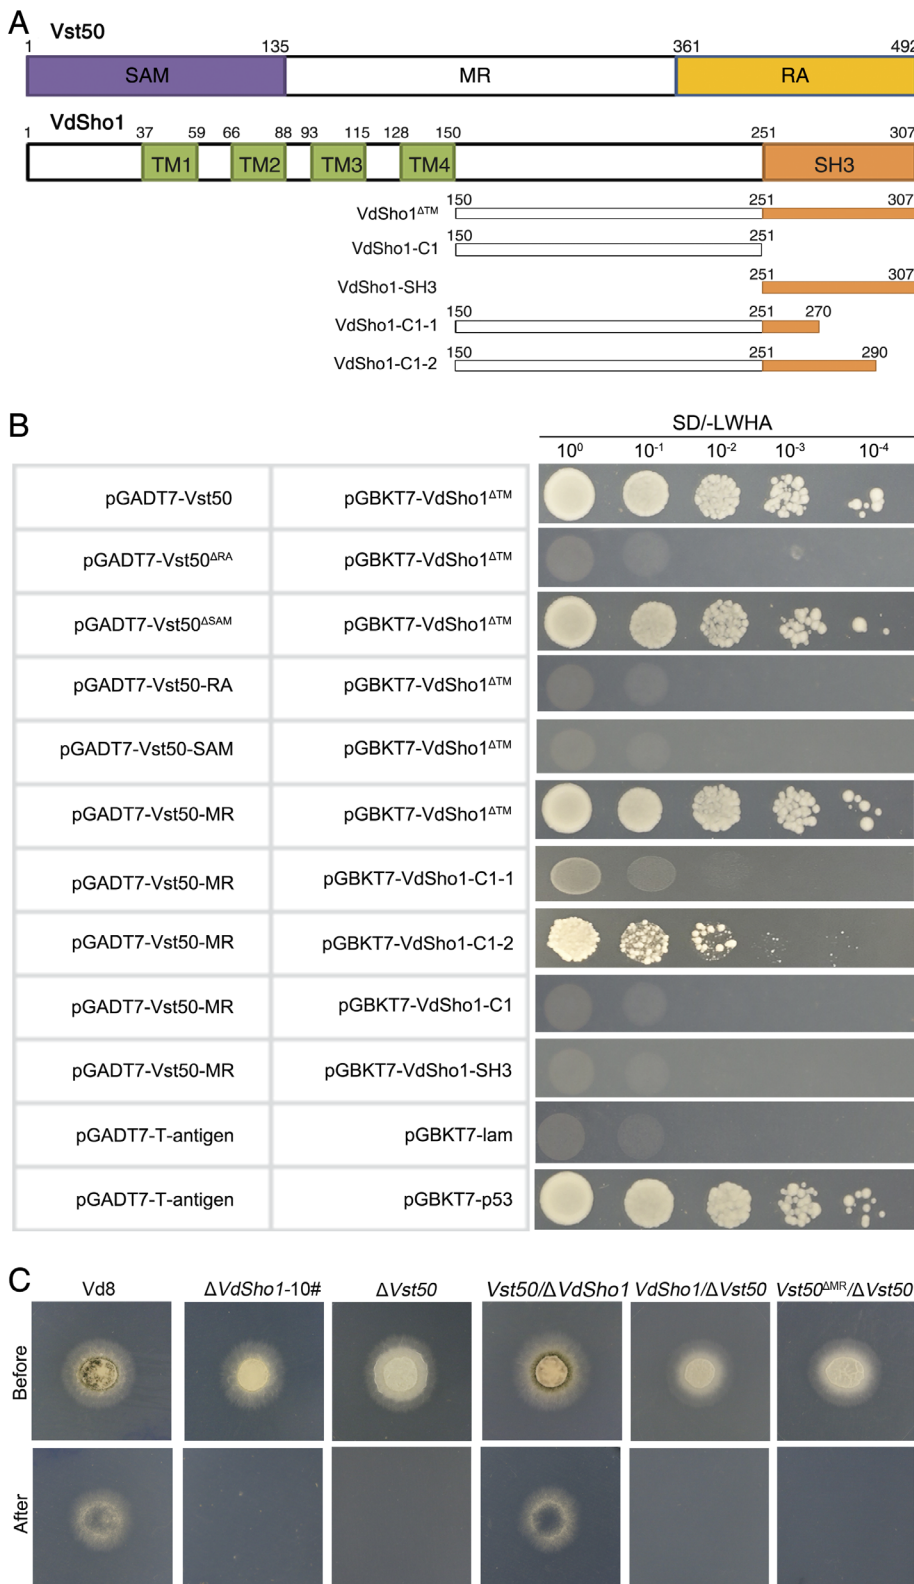 A
Vst50
1 135 361 492
SAM MR RA
VdSho1
1 37 59 66 88 93 115 128 150 251 307
TM1 TM2 TM3 TM4 SH3
VdSho1ΔTM 150 251 307
VdSho1-C1 150 251
VdSho1-SH3 251 307
VdSho1-C1-1 150 251 270
VdSho1-C1-2 150 251 290
B
SD/-LWHA
10⁰ 10⁻¹ 10⁻² 10⁻³ 10⁻⁴
pGADT7-Vst50 pGBKT7-VdSho1ΔTM
pGADT7-Vst50ΔRA pGBKT7-VdSho1ΔTM
pGADT7-Vst50ΔSAM pGBKT7-VdSho1ΔTM
pGADT7-Vst50-RA pGBKT7-VdSho1ΔTM
pGADT7-Vst50-SAM pGBKT7-VdSho1ΔTM
pGADT7-Vst50-MR pGBKT7-VdSho1ΔTM
pGADT7-Vst50-MR pGBKT7-VdSho1-C1-1
pGADT7-Vst50-MR pGBKT7-VdSho1-C1-2
pGADT7-Vst50-MR pGBKT7-VdSho1-C1
pGADT7-Vst50-MR pGBKT7-VdSho1-SH3
pGADT7-T-antigen pGBKT7-lam
pGADT7-T-antigen pGBKT7-p53
C
Vd8 ΔVdSho1-10# ΔVst50 Vst50/ΔVdSho1 VdSho1/ΔVst50 Vst50ΔMR/ΔVst50
Before
After